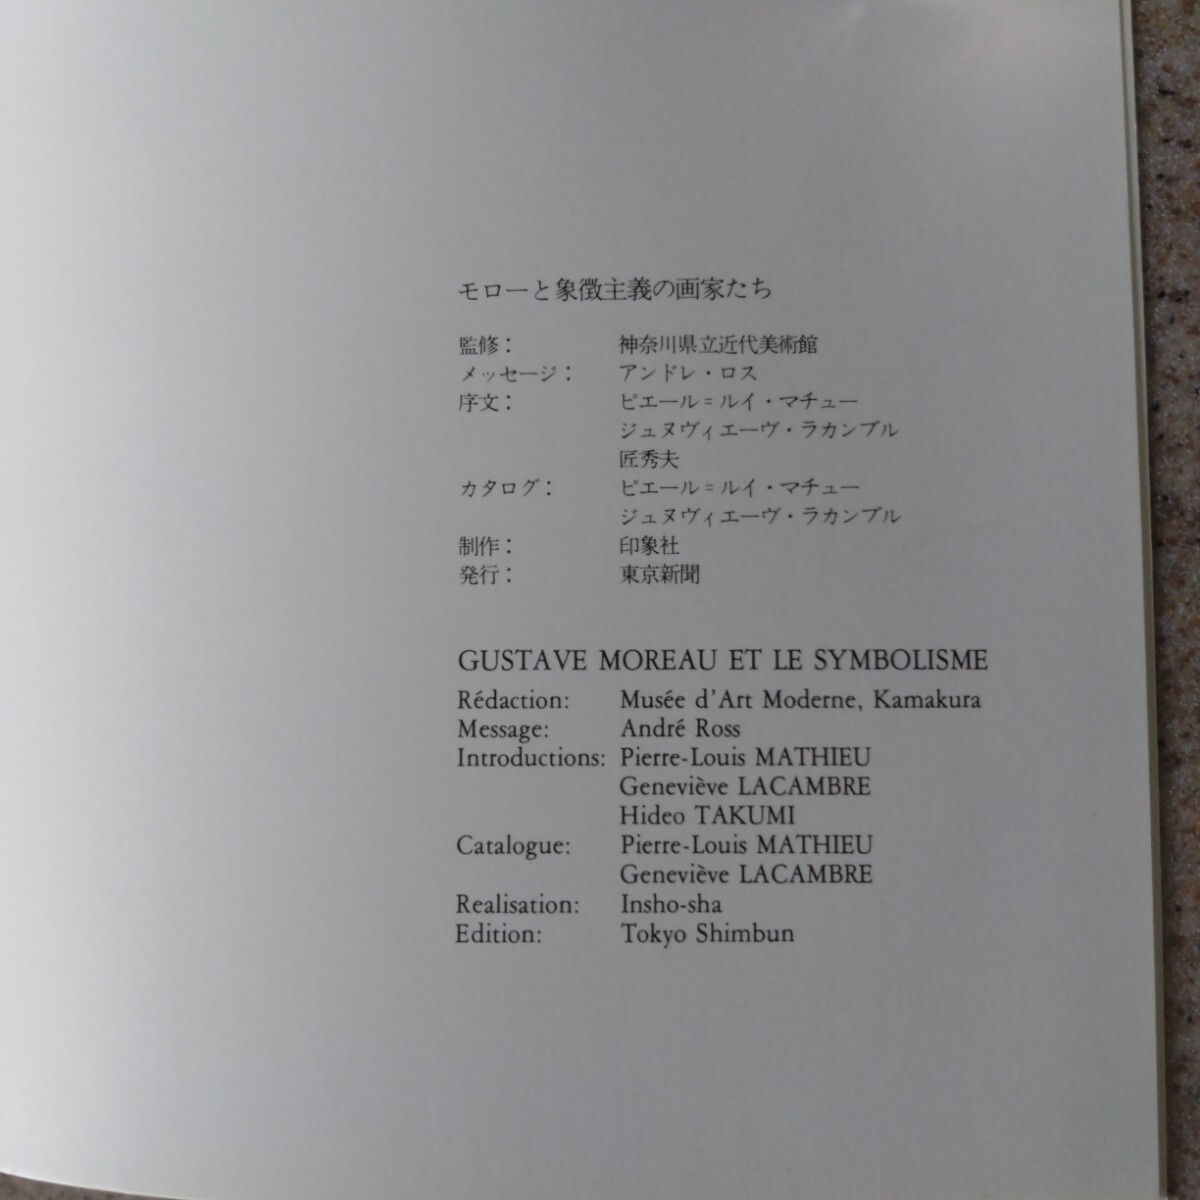 モローと象徴主義の画家たち
監修： 神奈川県立近代美術館
メッセージ： アンドレ・ロス
序文： ピエール＝ルイ・マチュー
ジュヌヴィエーヴ・ラカンブル
匠秀夫
カタログ： ピエール＝ルイ・マチュー
ジュヌヴィエーヴ・ラカンブル
制作： 印象社
発行： 東京新聞
GUSTAVE MOREAU ET LE SYMBOLISME
Rédaction: Musée d'Art Moderne, Kamakura
Message: André Ross
Introductions: Pierre-Louis MATHIEU
Geneviève LACAMBRE
Hideo TAKUMI
Catalogue: Pierre-Louis MATHIEU
Geneviève LACAMBRE
Realisation: Insho-sha
Edition: Tokyo Shimbun